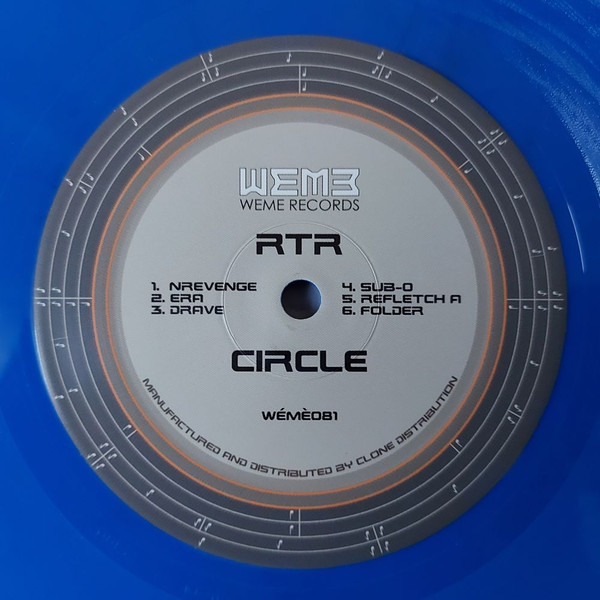 WEME
WEME RECORDS
RTR
1. NREVENGE
2. ERA
3. DRAVE
4. SUB-0
5. REFLETCH A
6. FOLDER
CIRCLE
WÉMÈ081
MANUFACTURED AND DISTRIBUTED BY CLONE DISTRIBUTION